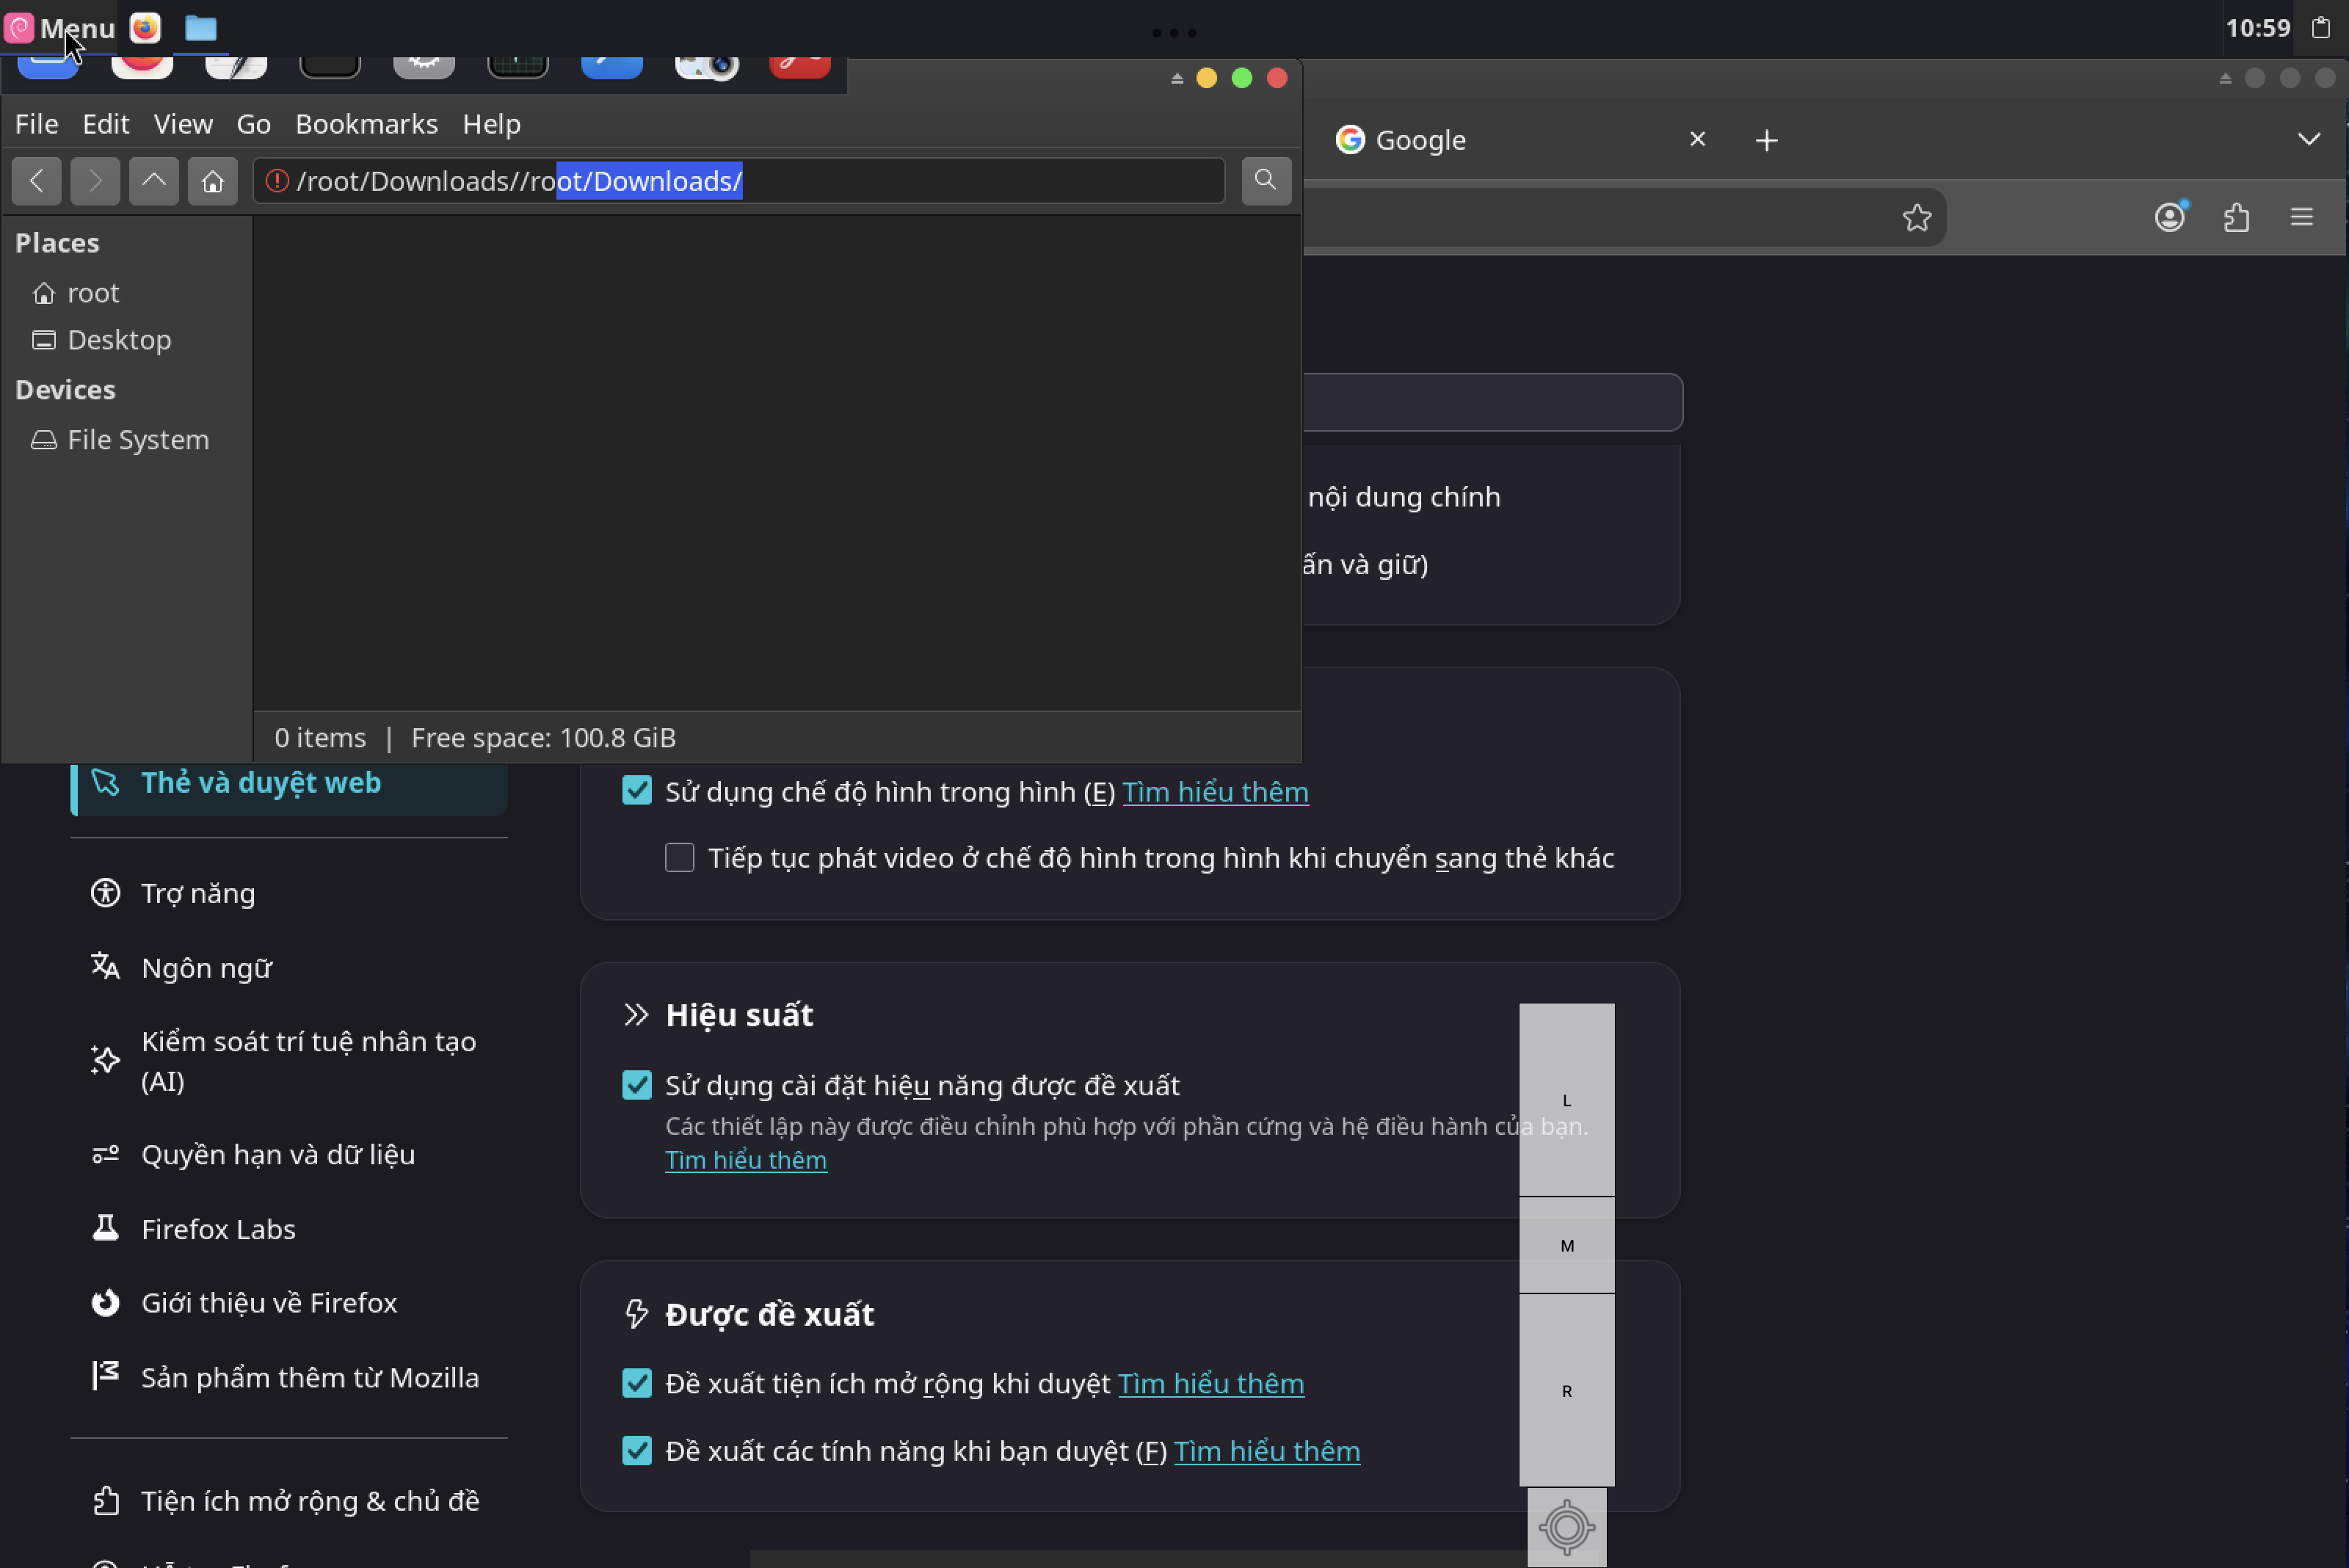 Menu
10:59
File Edit View Go Bookmarks Help
/root/Downloads//root/Downloads/
Places
root
Desktop
Devices
File System
0 items | Free space: 100.8 GiB
Google
nội dung chính
ấn và giữ)
Thẻ và duyệt web
Trợ năng
Ngôn ngữ
Kiểm soát trí tuệ nhân tạo
(AI)
Quyền hạn và dữ liệu
Firefox Labs
Giới thiệu về Firefox
Sản phẩm thêm từ Mozilla
Tiện ích mở rộng & chủ đề
Sử dụng chế độ hình trong hình (E) Tìm hiểu thêm
Tiếp tục phát video ở chế độ hình trong hình khi chuyển sang thẻ khác
Hiệu suất
Sử dụng cài đặt hiệu năng được đề xuất
Các thiết lập này được điều chỉnh phù hợp với phần cứng và hệ điều hành của bạn.
Tìm hiểu thêm
Được đề xuất
Đề xuất tiện ích mở rộng khi duyệt Tìm hiểu thêm
Đề xuất các tính năng khi bạn duyệt (F) Tìm hiểu thêm
L
M
R